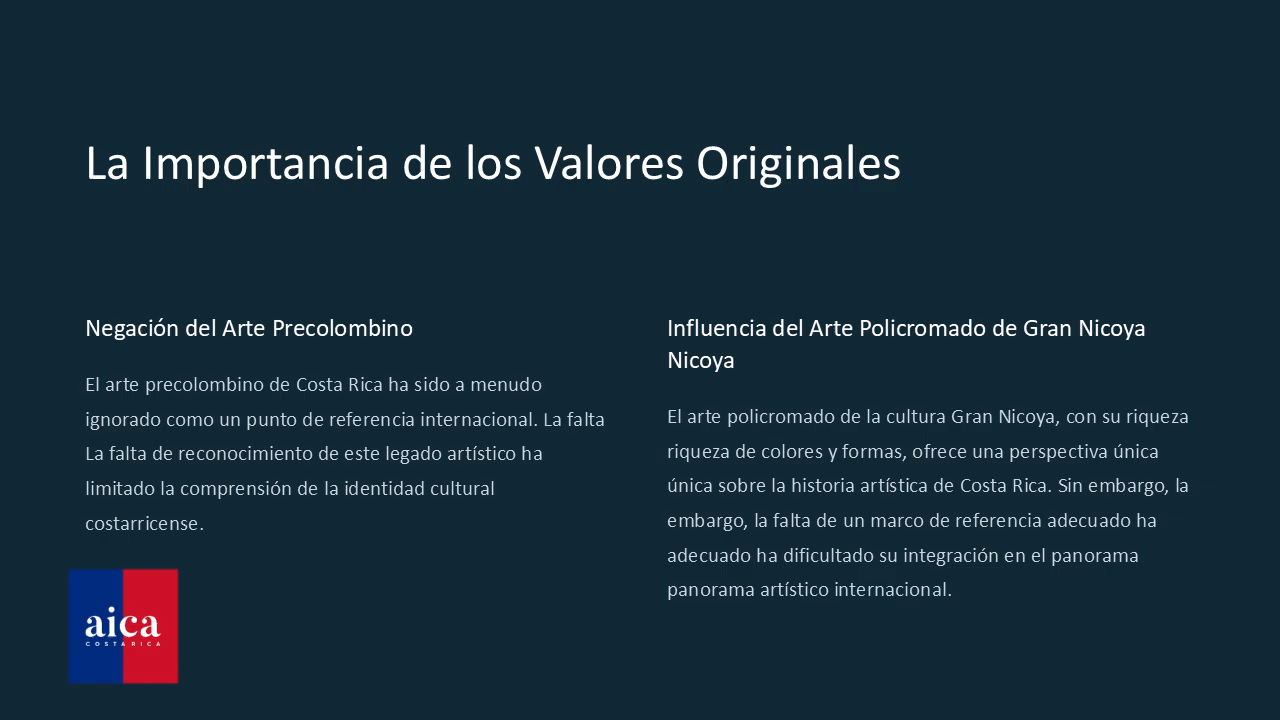 La Importancia de los Valores Originales
Negación del Arte Precolombino
El arte precolombino de Costa Rica ha sido a menudo
ignorado como un punto de referencia internacional. La falta
La falta de reconocimiento de este legado artístico ha
limitado la comprensión de la identidad cultural
costarricense.
Influencia del Arte Policromado de Gran Nicoya
Nicoya
El arte policromado de la cultura Gran Nicoya, con su riqueza
riqueza de colores y formas, ofrece una perspectiva única
única sobre la historia artística de Costa Rica. Sin embargo, la
embargo, la falta de un marco de referencia adecuado ha
adecuado ha dificultado su integración en el panorama
panorama artístico internacional.
aica
COSTARICA